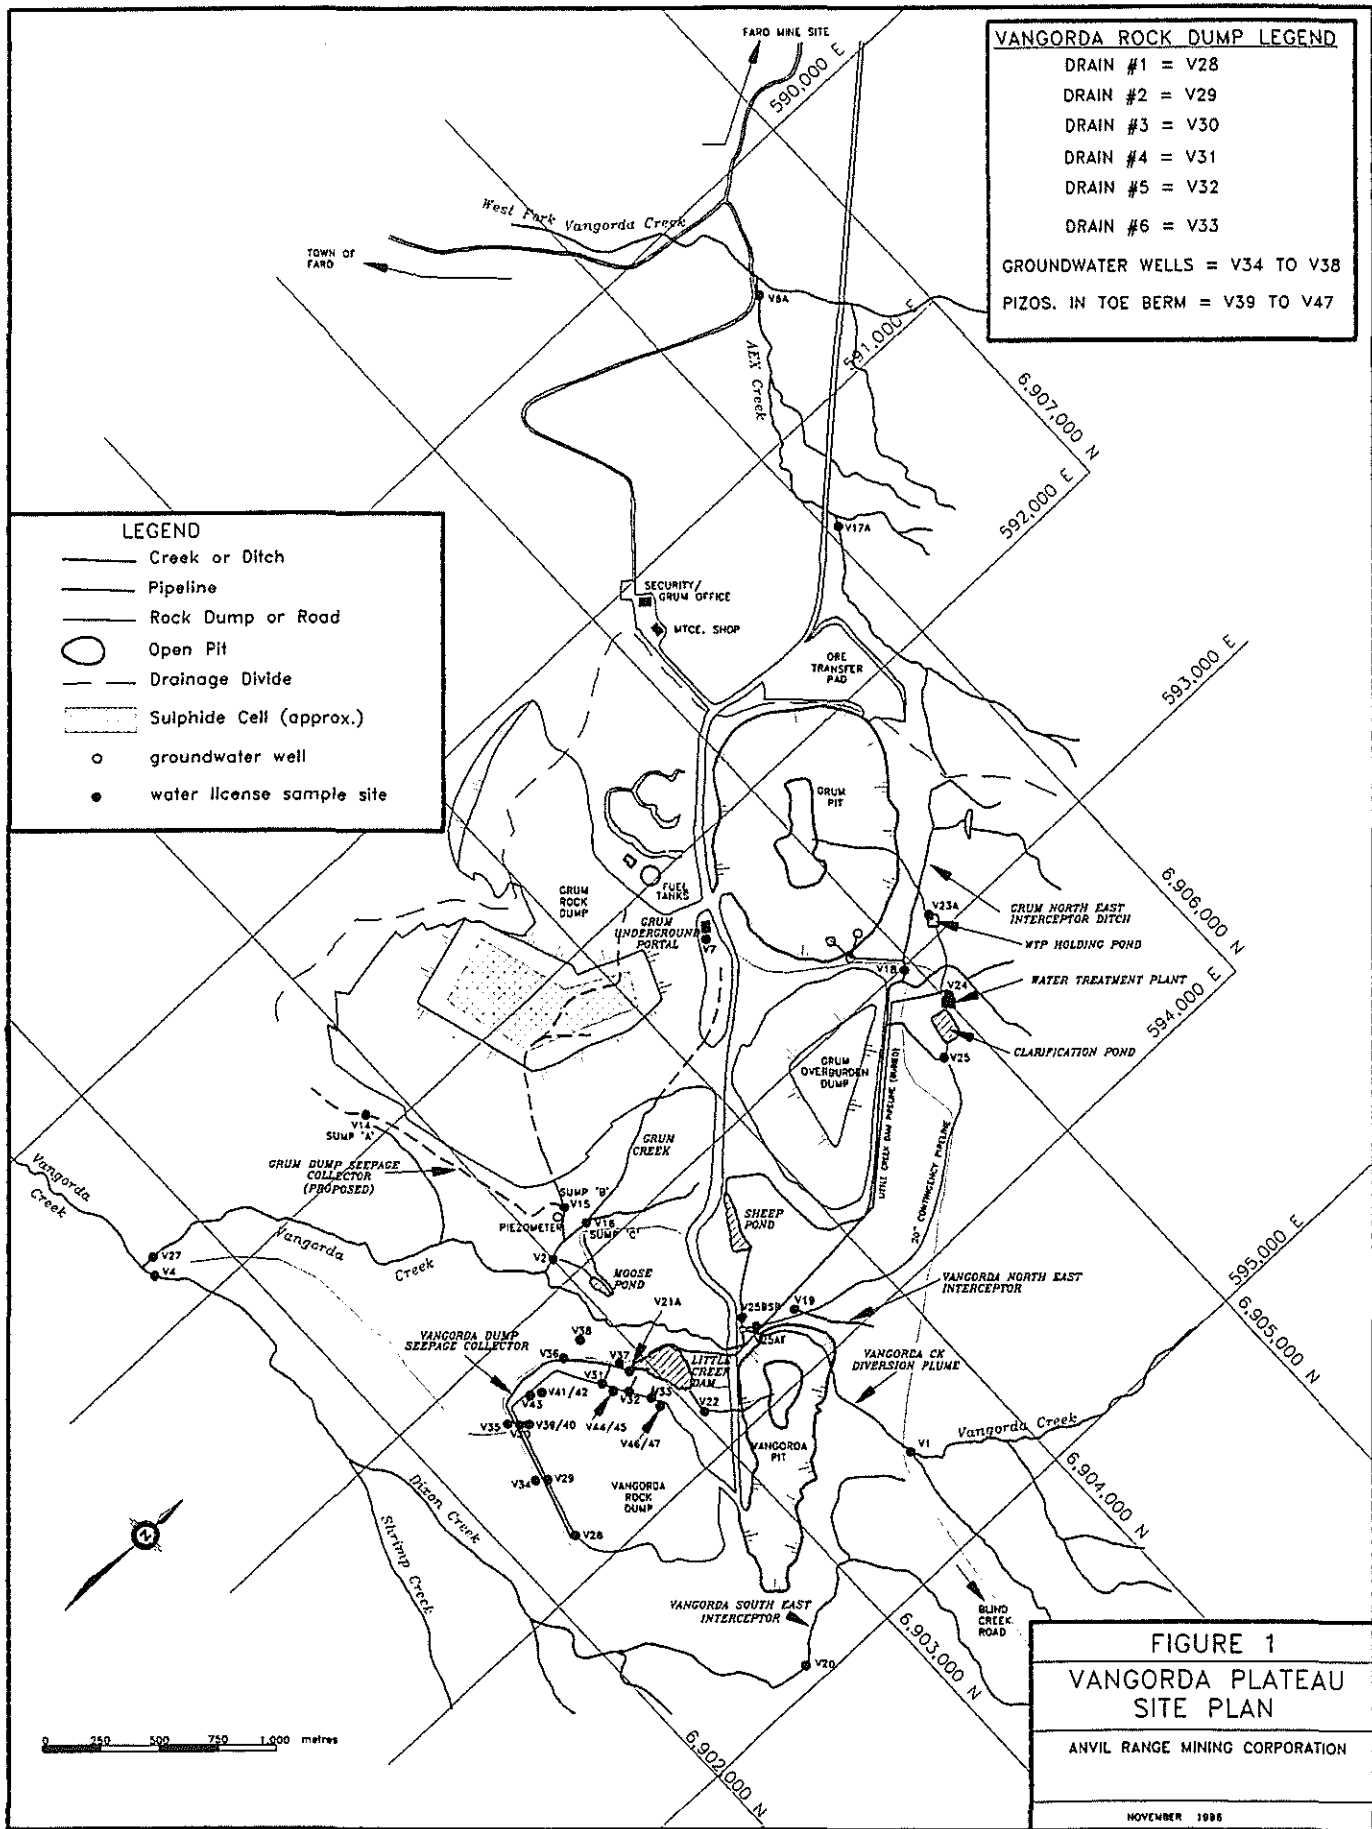 FARO MINE SITE
590,000 E
VANGORDA ROCK DUMP LEGEND
DRAIN #1 = V28
DRAIN #2 = V29
DRAIN #3 = V30
DRAIN #4 = V31
DRAIN #5 = V32
DRAIN #6 = V33
GROUNDWATER WELLS = V34 TO V38
PIZOS. IN TOE BERM = V39 TO V47
West Fork Vangorda Creek
TOWN OF
FARO
AEX Creek
591,000 E
6,907,000 N
592,000 E
V17A
LEGEND
Creek or Ditch
Pipeline
Rock Dump or Road
Open Pit
Drainage Divide
Sulphide Cell (approx.)
groundwater well
water license sample site
SECURITY/
GRUM OFFICE
MTCE. SHOP
ORE
TRANSFER
PAD
593,000 E
GRUM
PIT
FUEL
TANKS
GRUM
ROCK
DUMP
GRUM
UNDERGROUND
PORTAL
V7
V23A
GRUM NORTH EAST
INTERCEPTOR DITCH
WTP HOLDING POND
6,906,000 N
V18
V24
WATER TREATMENT PLANT
594,000 E
CLARIFICATION POND
V25
GRUM
OVERBURDEN
DUMP
LITTLE CREEK DAM PIPELINE (BURIED)
20" CONTINGENCY PIPELINE
V14
SUMP 'A'
GRUM DUMP SEEPAGE
COLLECTOR
(PROPOSED)
GRUM
CREEK
SUMP 'B'
V15
PIEZOMETER
V16
SUMP 'C'
SHEEP
POND
Vangorda
Creek
Vangorda
Creek
V27
V4
V2
MOOSE
POND
V21A
595,000 E
VANGORDA NORTH EAST
INTERCEPTOR
6,905,000 N
V19
V25BSP
VANGORDA DUMP
SEEPAGE COLLECTOR
V38
V36
V37
LITTLE
CREEK
DAM
VANGORDA CK
DIVERSION PLUME
V31
V41/42
V43
V32
V33
V22
V35
V39/40
V44/45
V46/47
VANGORDA
PIT
V1
Vangorda Creek
V34
V29
VANGORDA
ROCK
DUMP
V28
6,904,000 N
Dixon Creek
Shrimp Creek
N
VANGORDA SOUTH EAST
INTERCEPTOR
BLIND
CREEK
ROAD
V20
6,903,000 N
6,902,000 N
0 250 500 750 1,000 metres
FIGURE 1
VANGORDA PLATEAU
SITE PLAN
ANVIL RANGE MINING CORPORATION
NOVEMBER 1996